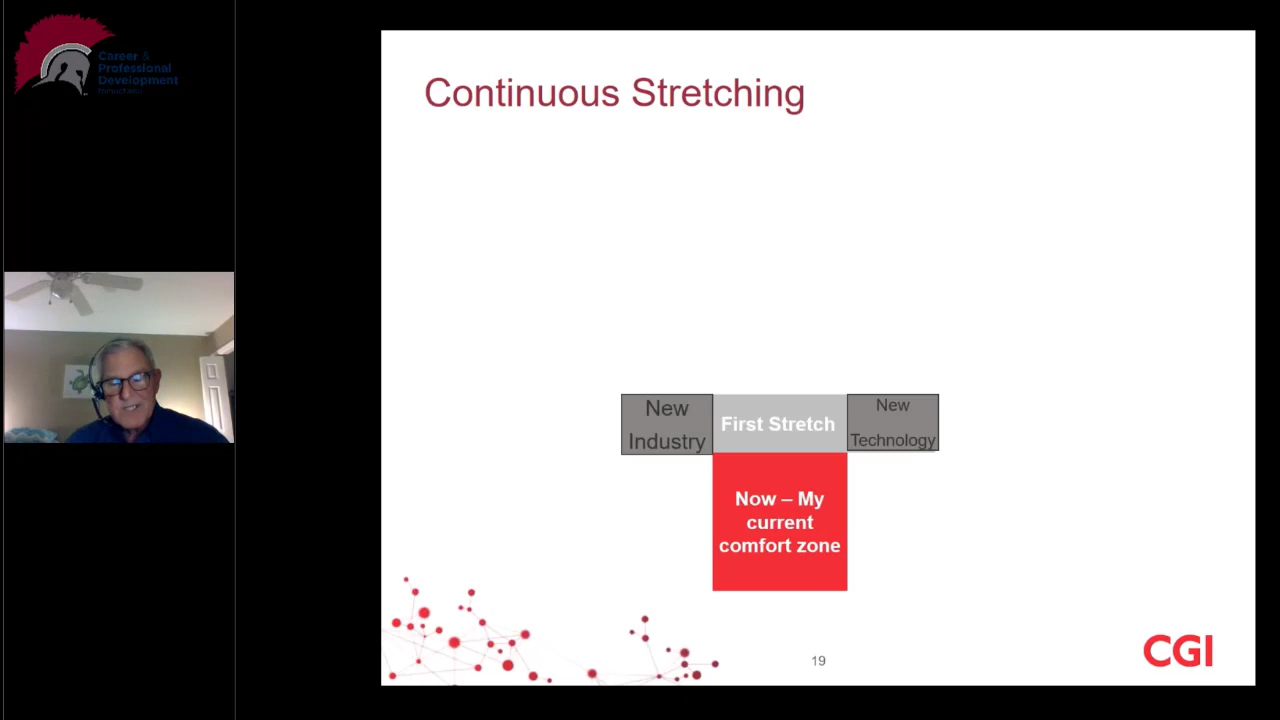 Career &
Professional
Development
Continuous Stretching
New
Industry
First Stretch
New
Technology
Now – My
current
comfort zone
19
CGI